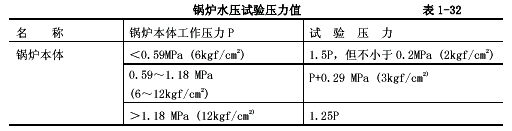 锅炉水压试验压力值 表1-32
名 称 锅炉本体工作压力P 试 验 压 力
锅炉本体 ＜0.59MPa (6kgf/cm²) 1.5P，但不小于0.2MPa (2kgf/cm²)
0.59～1.18 MPa P+0.29 MPa (3kgf/cm²⁾
(6～12kgf/cm²)
＞1.18 MPa (12kgf/cm²⁾ 1.25P